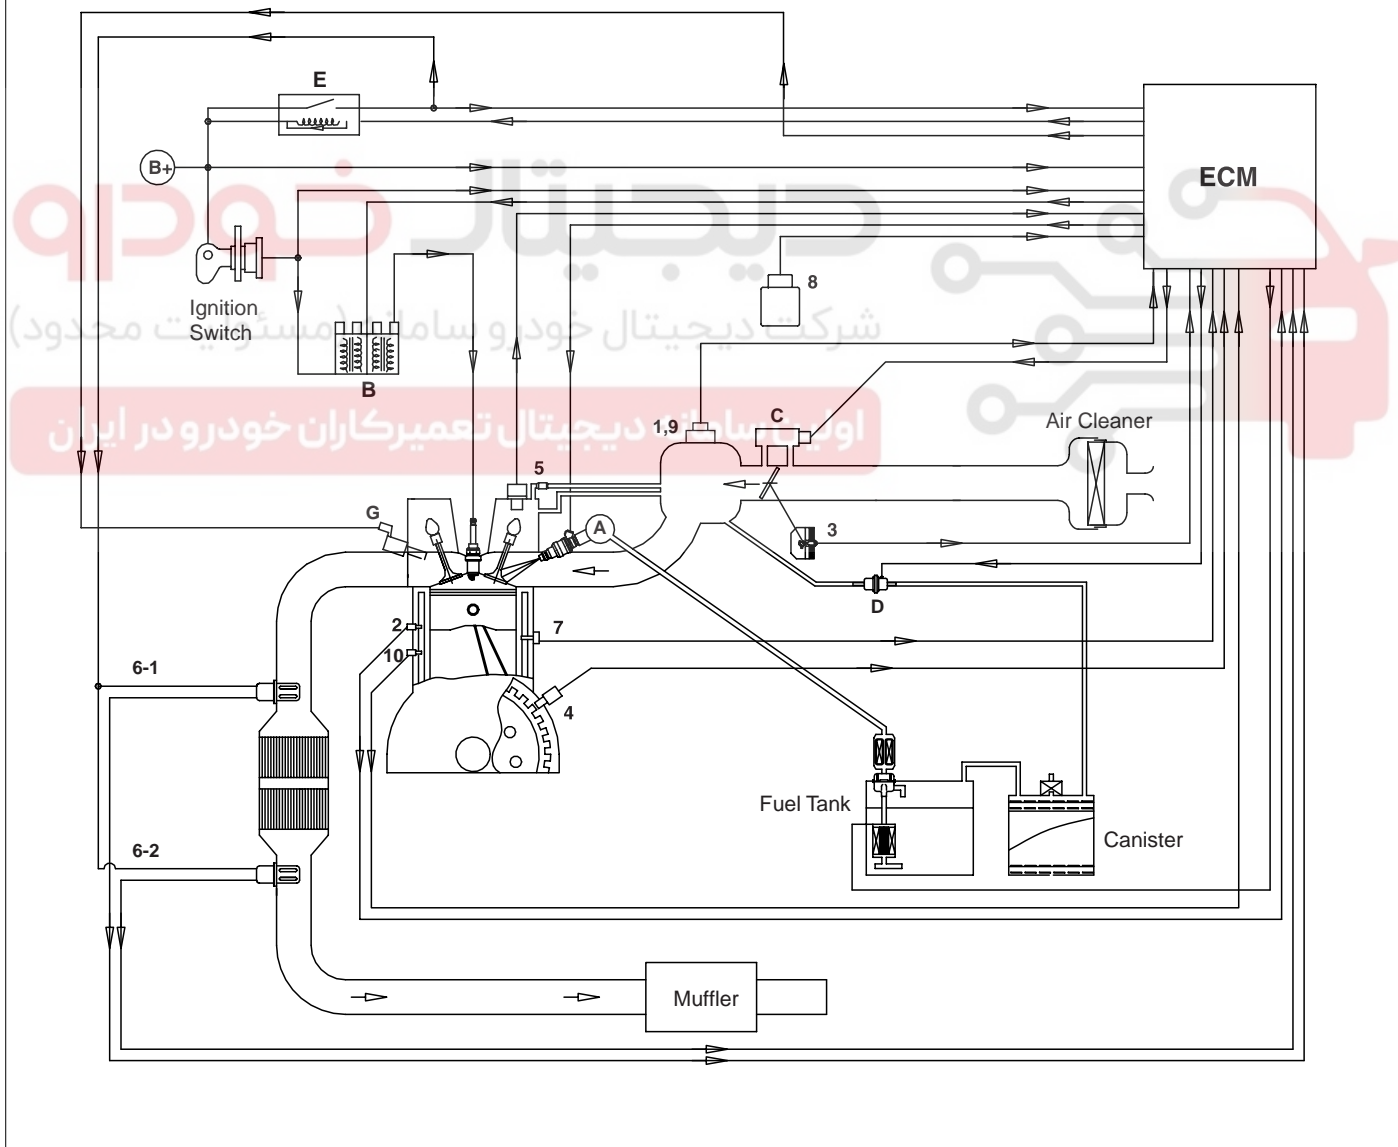 E
B+
ECM
دیجیتال خودرو
Ignition
Switch
8
شرکت دیجیتال خودرو سامانه (مسئولیت محدود)
B
1,9
C
Air Cleaner
اولین سامانه دیجیتال تعمیرکاران خودرو در ایران
5
G
A
3
D
2
7
10
6-1
4
Fuel Tank
Canister
6-2
Muffler